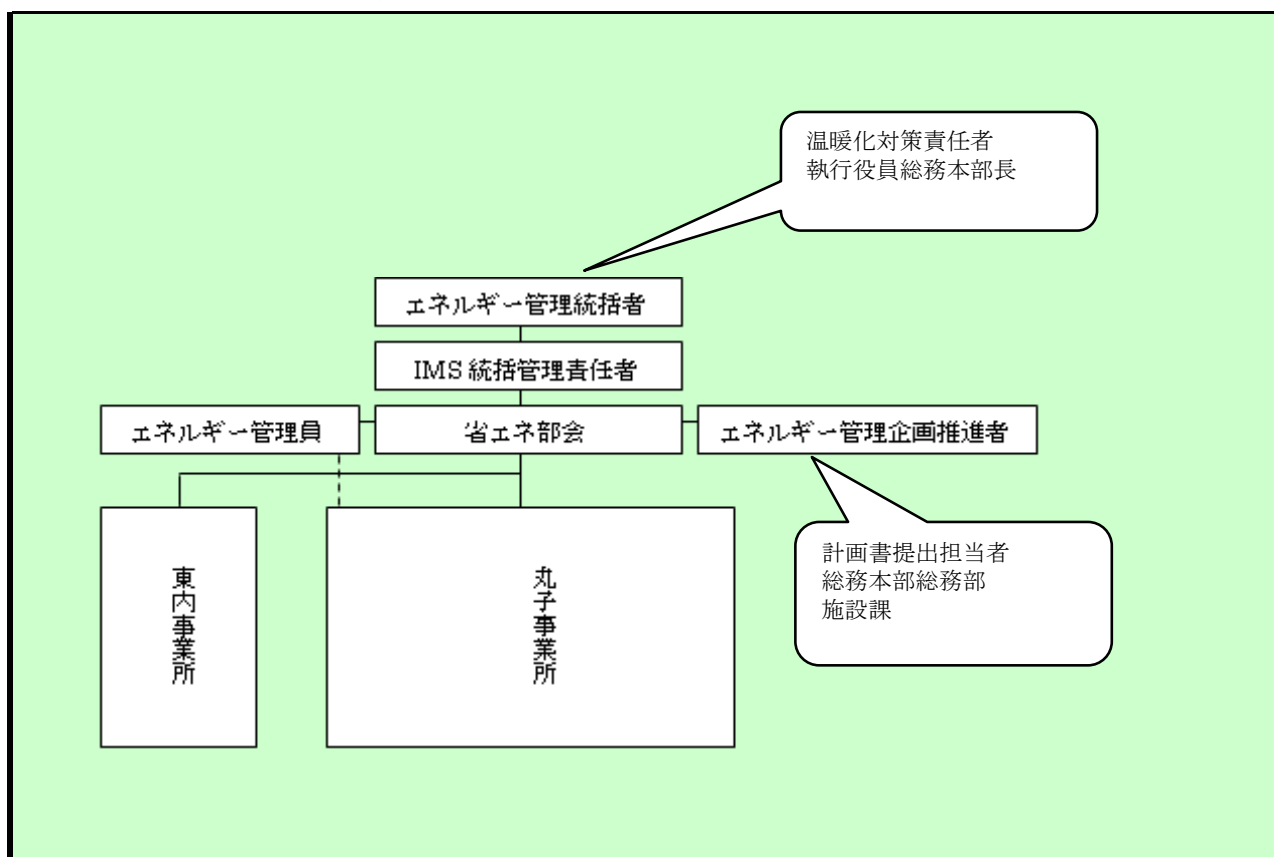 温暖化対策責任者
執行役員総務本部長
エネルギー管理統括者
IMS 統括管理責任者
エネルギー管理員
省エネ部会
エネルギー管理企画推進者
計画書提出担当者
総務本部総務部
施設課
東内事業所
丸子事業所